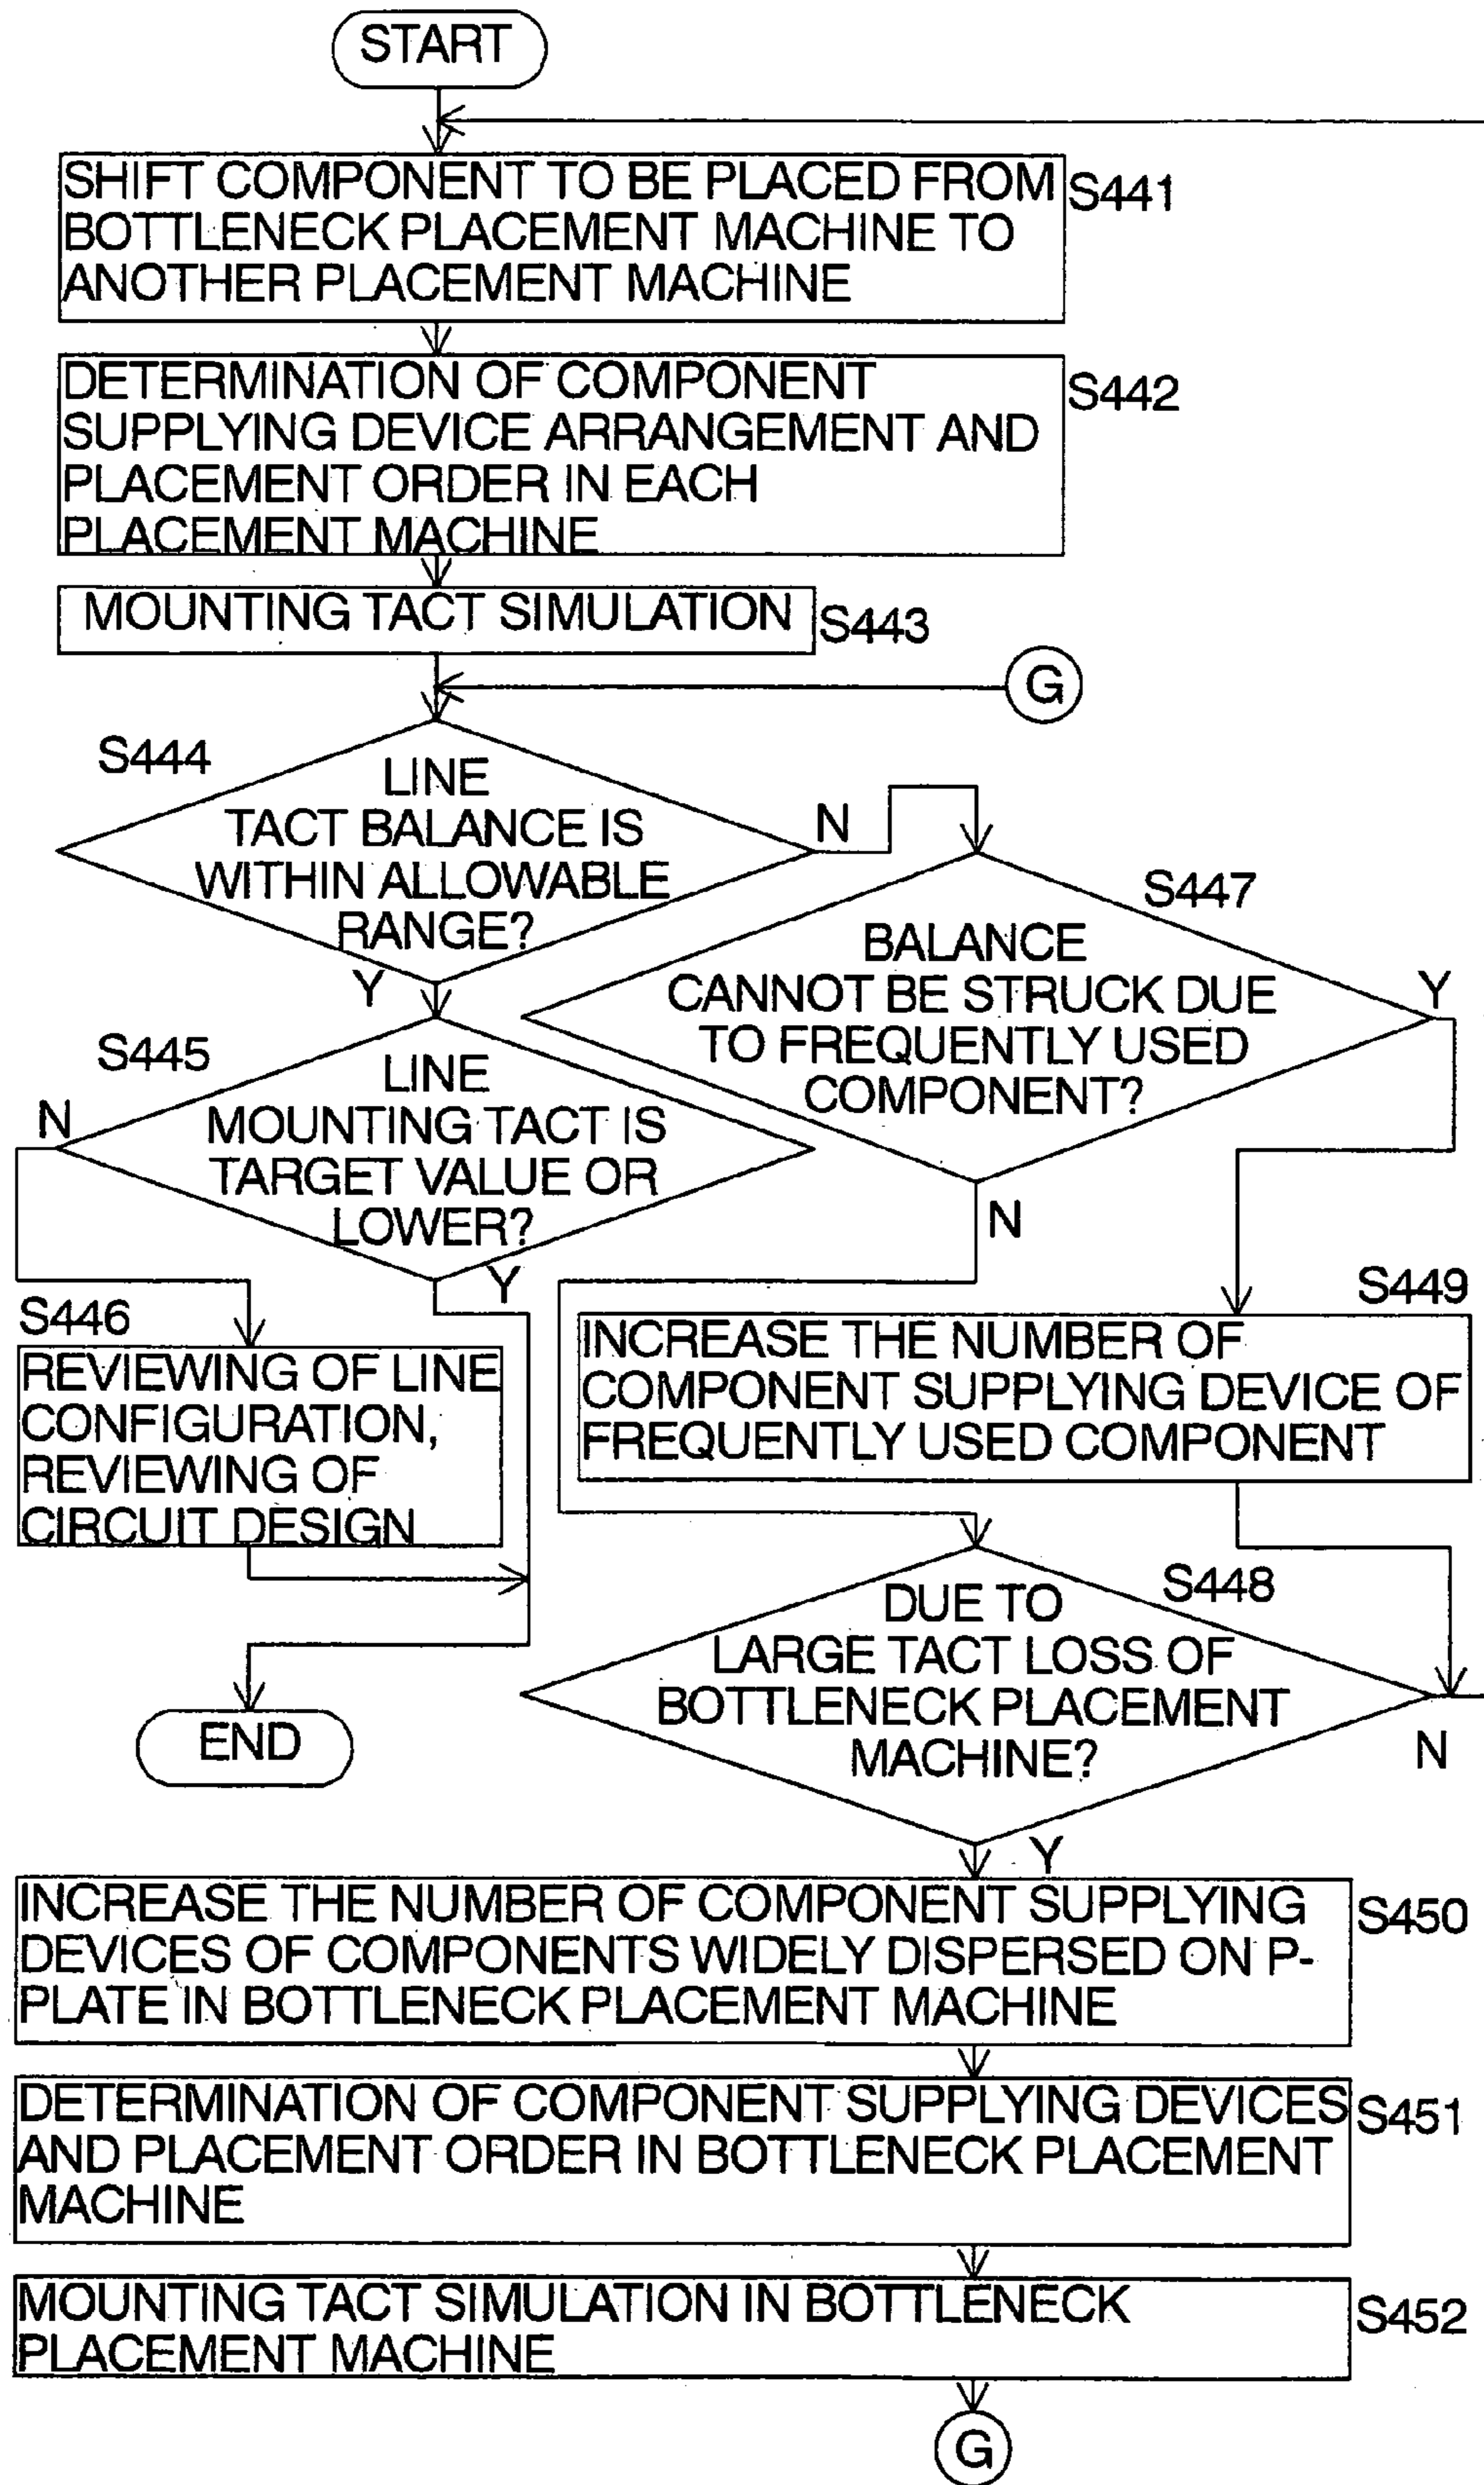 START
SHIFT COMPONENT TO BE PLACED FROM
BOTTLENECK PLACEMENT MACHINE TO
ANOTHER PLACEMENT MACHINE
S441
DETERMINATION OF COMPONENT
SUPPLYING DEVICE ARRANGEMENT AND
PLACEMENT ORDER IN EACH
PLACEMENT MACHINE
S442
MOUNTING TACT SIMULATION
S443
G
S444
LINE
TACT BALANCE IS
WITHIN ALLOWABLE
RANGE?
N
Y
S447
BALANCE
CANNOT BE STRUCK DUE
TO FREQUENTLY USED
COMPONENT?
Y
N
S445
LINE
MOUNTING TACT IS
TARGET VALUE OR
LOWER?
N
Y
S446
REVIEWING OF LINE
CONFIGURATION,
REVIEWING OF
CIRCUIT DESIGN
S449
INCREASE THE NUMBER OF
COMPONENT SUPPLYING DEVICE OF
FREQUENTLY USED COMPONENT
END
S448
DUE TO
LARGE TACT LOSS OF
BOTTLENECK PLACEMENT
MACHINE?
N
Y
INCREASE THE NUMBER OF COMPONENT SUPPLYING
DEVICES OF COMPONENTS WIDELY DISPERSED ON P-
PLATE IN BOTTLENECK PLACEMENT MACHINE
S450
DETERMINATION OF COMPONENT SUPPLYING DEVICES
AND PLACEMENT ORDER IN BOTTLENECK PLACEMENT
MACHINE
S451
MOUNTING TACT SIMULATION IN BOTTLENECK
PLACEMENT MACHINE
S452
G